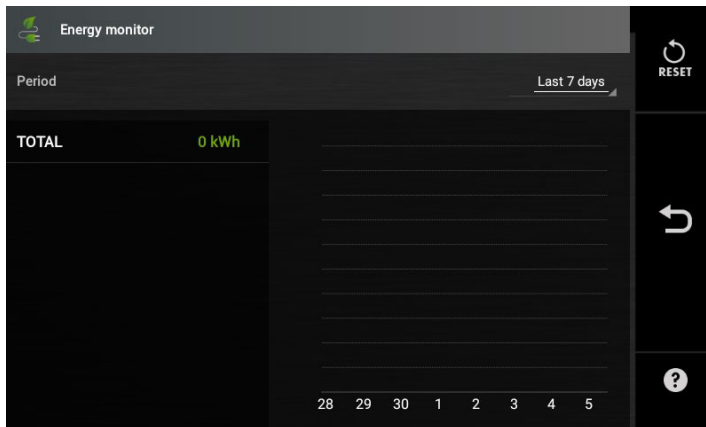 Energy monitor
RESET
Period
Last 7 days
TOTAL 0 kWh
28 29 30 1 2 3 4 5
?